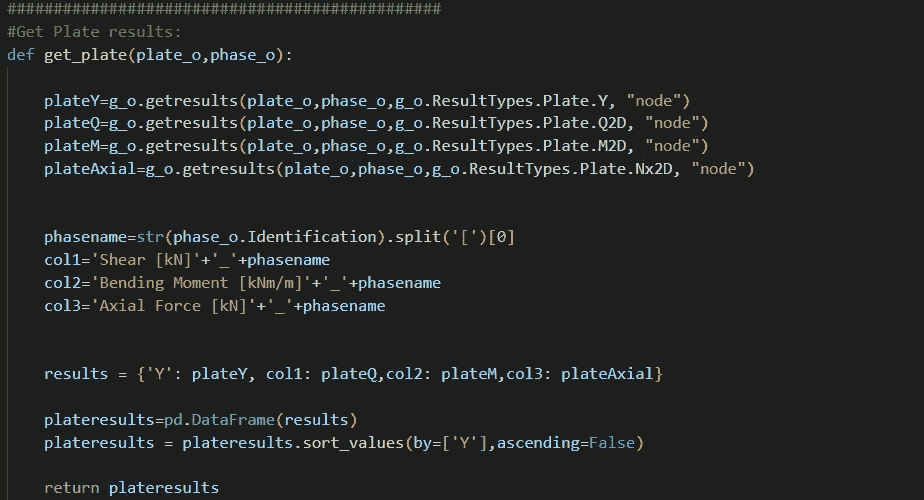 ###############################################
#Get Plate results:
def get_plate(plate_o,phase_o):
plateY=g_o.getresults(plate_o,phase_o,g_o.ResultTypes.Plate.Y, "node")
plateQ=g_o.getresults(plate_o,phase_o,g_o.ResultTypes.Plate.Q2D, "node")
plateM=g_o.getresults(plate_o,phase_o,g_o.ResultTypes.Plate.M2D, "node")
plateAxial=g_o.getresults(plate_o,phase_o,g_o.ResultTypes.Plate.Nx2D, "node")
phasename=str(phase_o.Identification).split('[')[0]
col1='Shear [kN]'+'_'+phasename
col2='Bending Moment [kNm/m]'+'_'+phasename
col3='Axial Force [kN]'+'_'+phasename
results = {'Y': plateY, col1: plateQ,col2: plateM,col3: plateAxial}
plateresults=pd.DataFrame(results)
plateresults = plateresults.sort_values(by=['Y'],ascending=False)
return plateresults